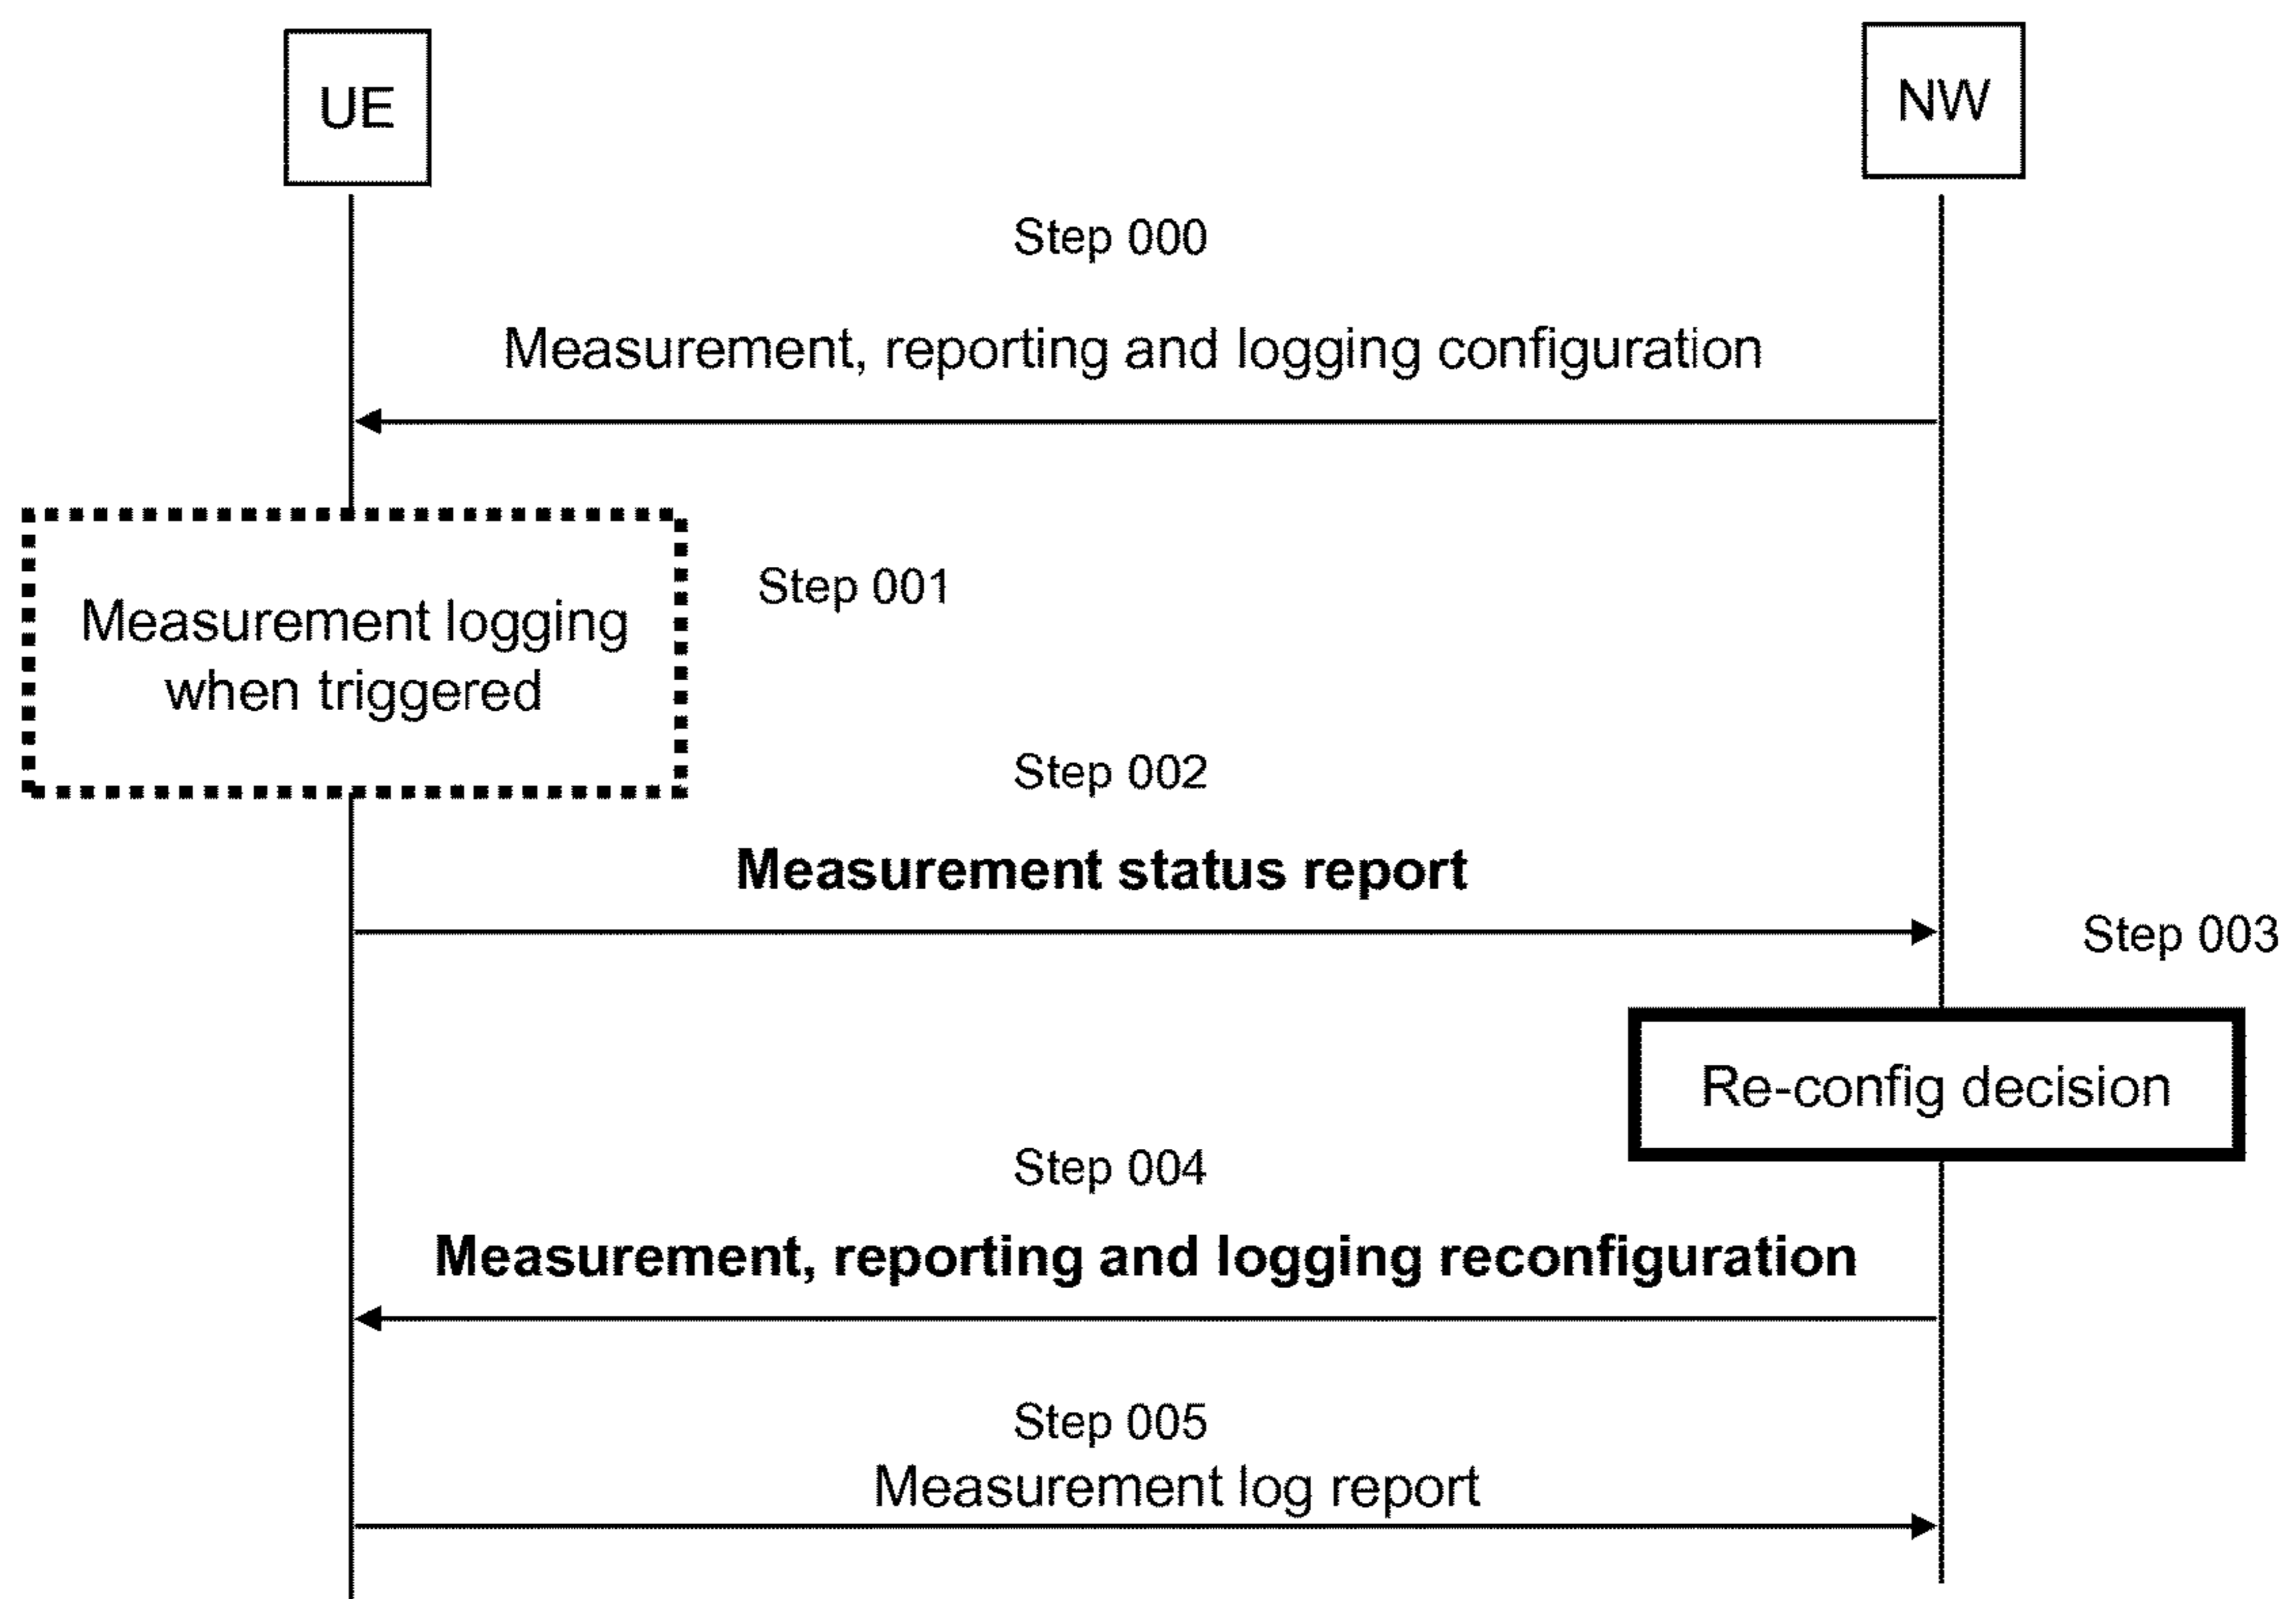 UE
NW
Step 000
Measurement, reporting and logging configuration
Step 001
Measurement logging
when triggered
Step 002
Measurement status report
Step 003
Re-config decision
Step 004
Measurement, reporting and logging reconfiguration
Step 005
Measurement log report